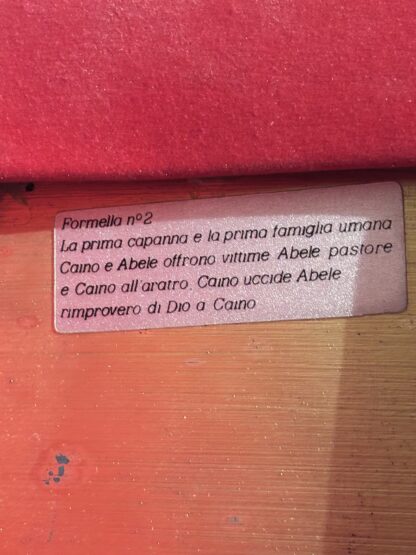 Formella nº2
La prima capanna e la prima famiglia umana
Caino e Abele offrono vittime Abele pastore
e Caino all'aratro. Caino uccide Abele
rimprovero di Dio a Caino